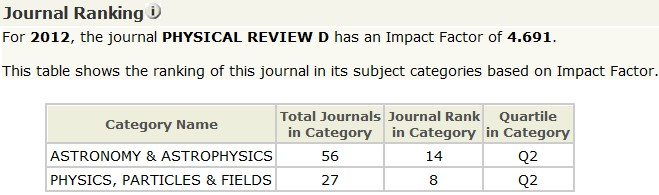 Journal Ranking
For 2012, the journal PHYSICAL REVIEW D has an Impact Factor of 4.691.
This table shows the ranking of this journal in its subject categories based on Impact Factor.
Category Name Total Journals in Category Journal Rank in Category Quartile in Category
ASTRONOMY & ASTROPHYSICS 56 14 Q2
PHYSICS, PARTICLES & FIELDS 27 8 Q2